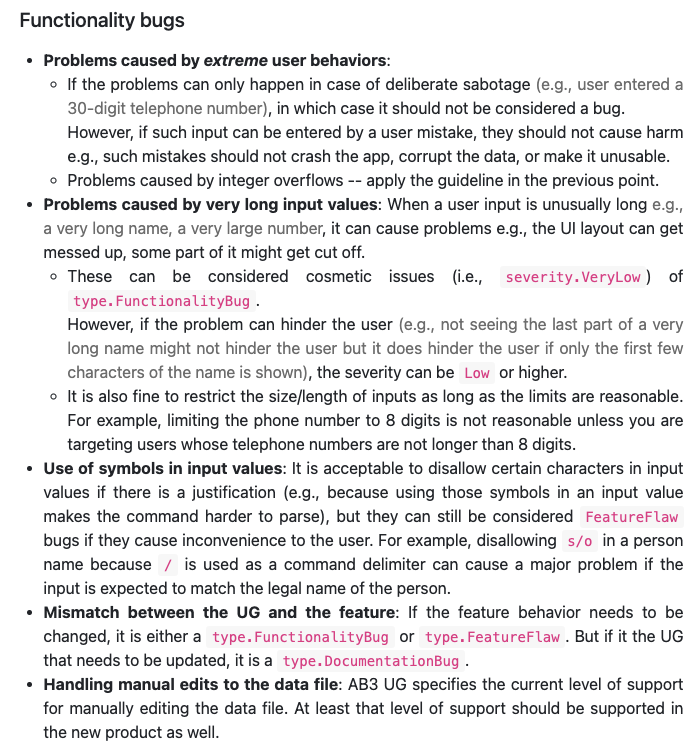 Functionality bugs
• Problems caused by extreme user behaviors:
◦ If the problems can only happen in case of deliberate sabotage (e.g., user entered a
30-digit telephone number), in which case it should not be considered a bug.
However, if such input can be entered by a user mistake, they should not cause harm
e.g., such mistakes should not crash the app, corrupt the data, or make it unusable.
◦ Problems caused by integer overflows -- apply the guideline in the previous point.
• Problems caused by very long input values: When a user input is unusually long e.g.,
a very long name, a very large number, it can cause problems e.g., the UI layout can get
messed up, some part of it might get cut off.
◦ These can be considered cosmetic issues (i.e., severity.VeryLow) of
type.FunctionalityBug.
However, if the problem can hinder the user (e.g., not seeing the last part of a very
long name might not hinder the user but it does hinder the user if only the first few
characters of the name is shown), the severity can be Low or higher.
◦ It is also fine to restrict the size/length of inputs as long as the limits are reasonable.
For example, limiting the phone number to 8 digits is not reasonable unless you are
targeting users whose telephone numbers are not longer than 8 digits.
• Use of symbols in input values: It is acceptable to disallow certain characters in input
values if there is a justification (e.g., because using those symbols in an input value
makes the command harder to parse), but they can still be considered FeatureFlaw
bugs if they cause inconvenience to the user. For example, disallowing s/o in a person
name because / is used as a command delimiter can cause a major problem if the
input is expected to match the legal name of the person.
• Mismatch between the UG and the feature: If the feature behavior needs to be
changed, it is either a type.FunctionalityBug or type.FeatureFlaw. But if it the UG
that needs to be updated, it is a type.DocumentationBug.
• Handling manual edits to the data file: AB3 UG specifies the current level of support
for manually editing the data file. At least that level of support should be supported in
the new product as well.